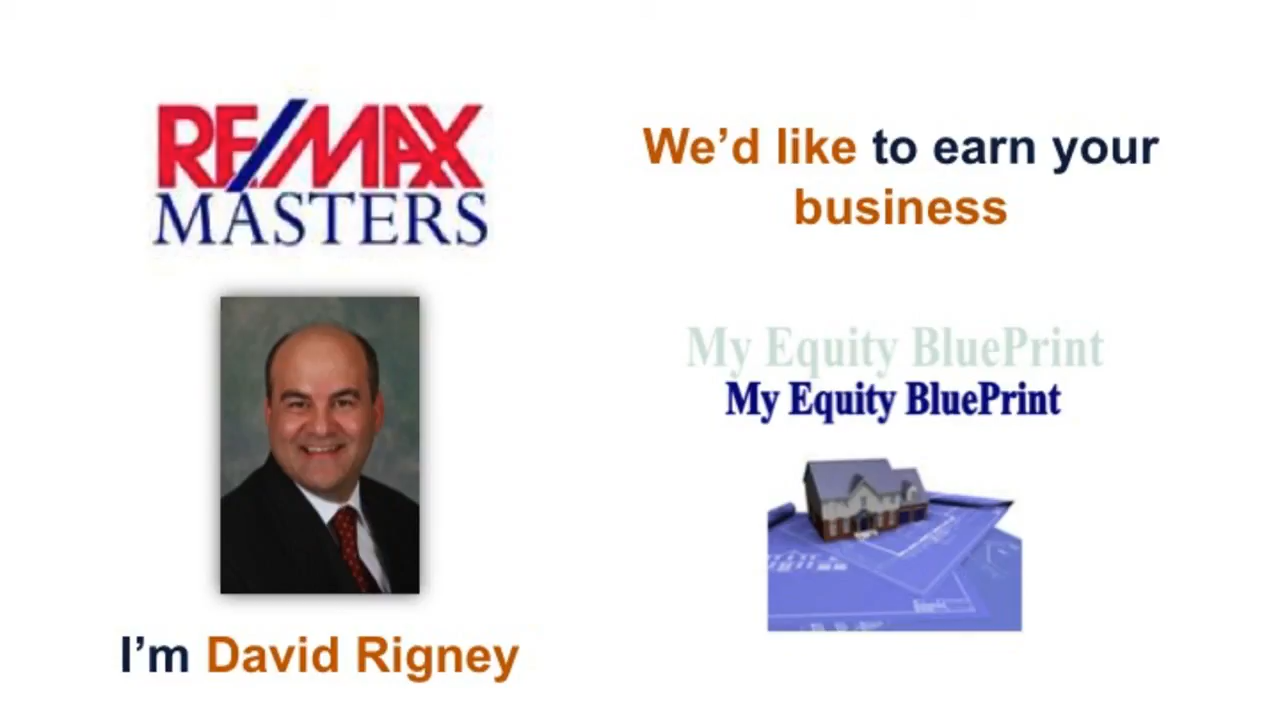 RE/MAX
MASTERS
I’m David Rigney
We’d like to earn your
business
My Equity BluePrint
My Equity BluePrint